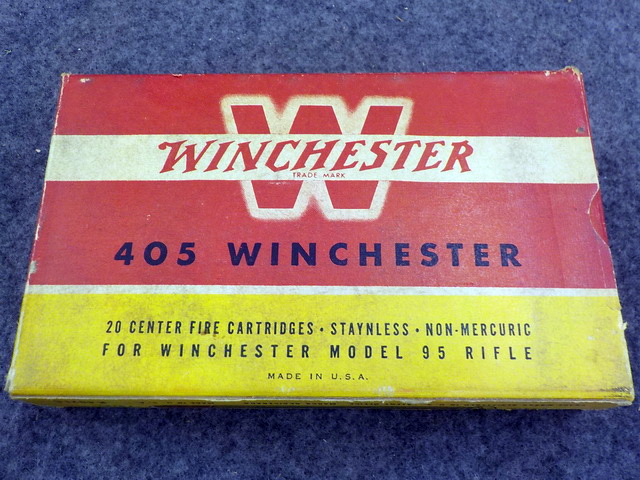 W
WINCHESTER
TRADE MARK
405 WINCHESTER
20 CENTER FIRE CARTRIDGES • STAYNLESS • NON-MERCURIC
FOR WINCHESTER MODEL 95 RIFLE
MADE IN U.S.A.